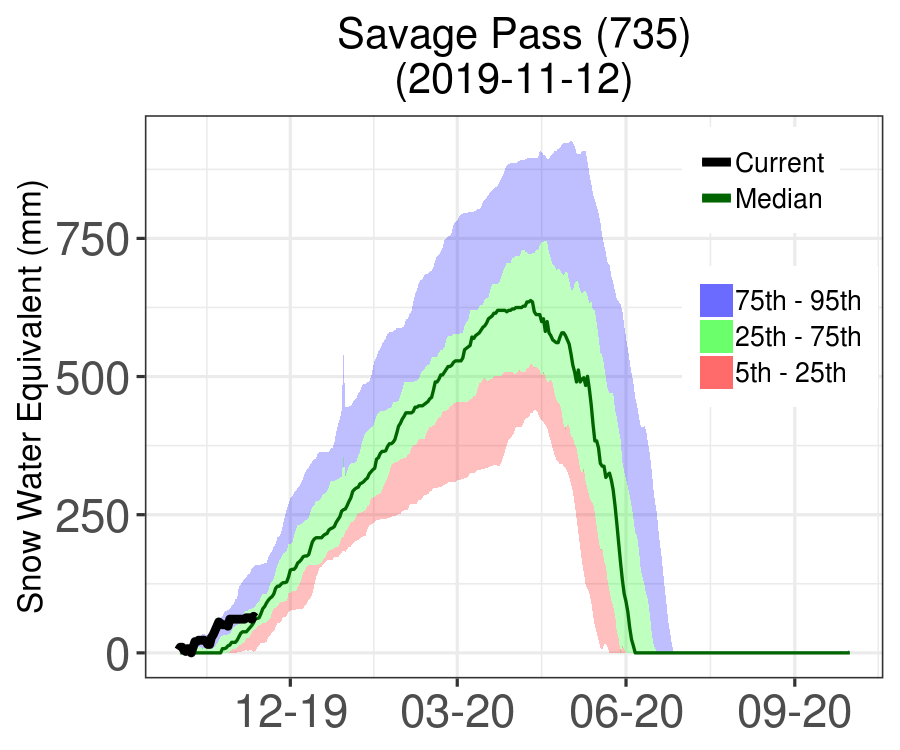 Savage Pass (735)
(2019-11-12)
Snow Water Equivalent (mm)
750
500
250
0
12-19
03-20
06-20
09-20
Current
Median
75th - 95th
25th - 75th
5th - 25th